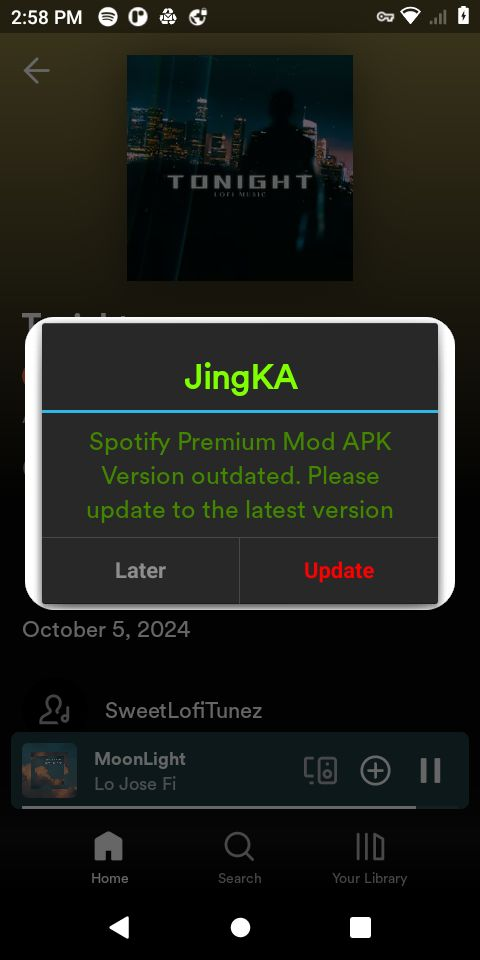 2:58 PM
TONIGHT
LOFI MUSIC
JingKA
Spotify Premium Mod APK
Version outdated. Please
update to the latest version
Later
Update
October 5, 2024
SweetLofiTunez
MoonLight
Lo Jose Fi
Home
Search
Your Library